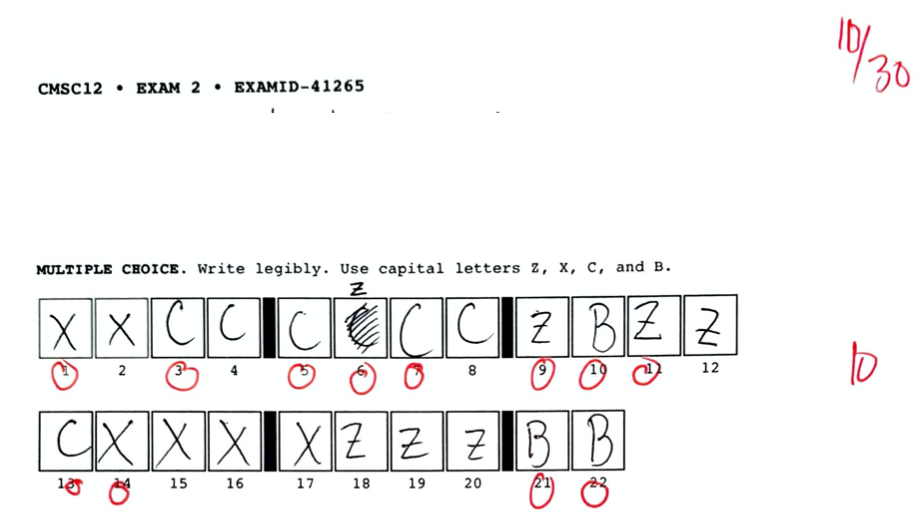 10/30
CMSC12 • EXAM 2 • EXAMID-41265
MULTIPLE CHOICE. Write legibly. Use capital letters Z, X, C, and B.
Z
X X C C C C C Z B Z Z
1 2 3 4 5 6 7 8 9 10 11 12
10
C X X X X Z Z Z B B
13 14 15 16 17 18 19 20 21 22